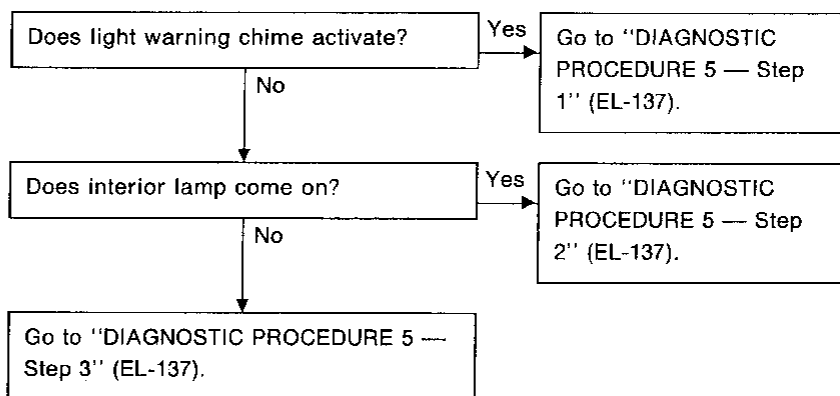 Does light warning chime activate?
Yes
Go to “DIAGNOSTIC
PROCEDURE 5 — Step
1” (EL-137).
No
Does interior lamp come on?
Yes
Go to “DIAGNOSTIC
PROCEDURE 5 — Step
2” (EL-137).
No
Go to “DIAGNOSTIC PROCEDURE 5 —
Step 3” (EL-137).